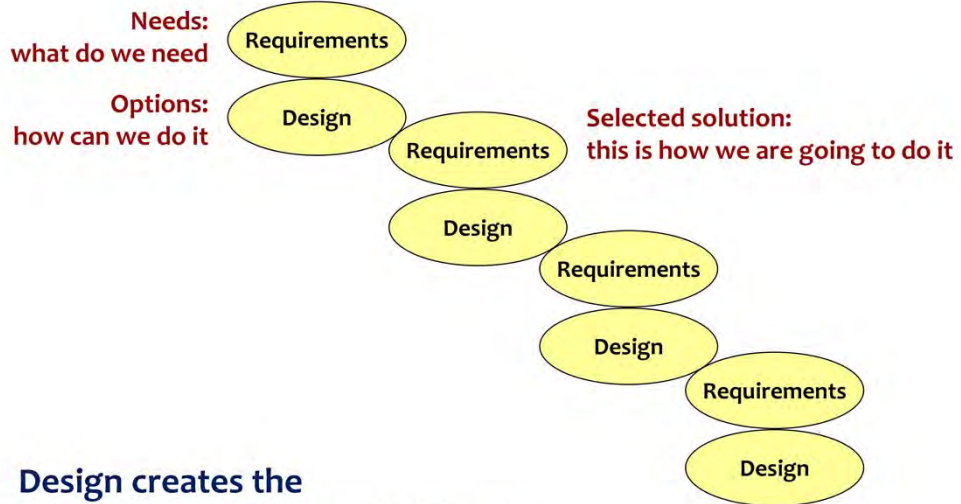 Needs:
what do we need
Requirements
Options:
how can we do it
Design
Requirements
Selected solution:
this is how we are going to do it
Design
Requirements
Design
Requirements
Design
Design creates the